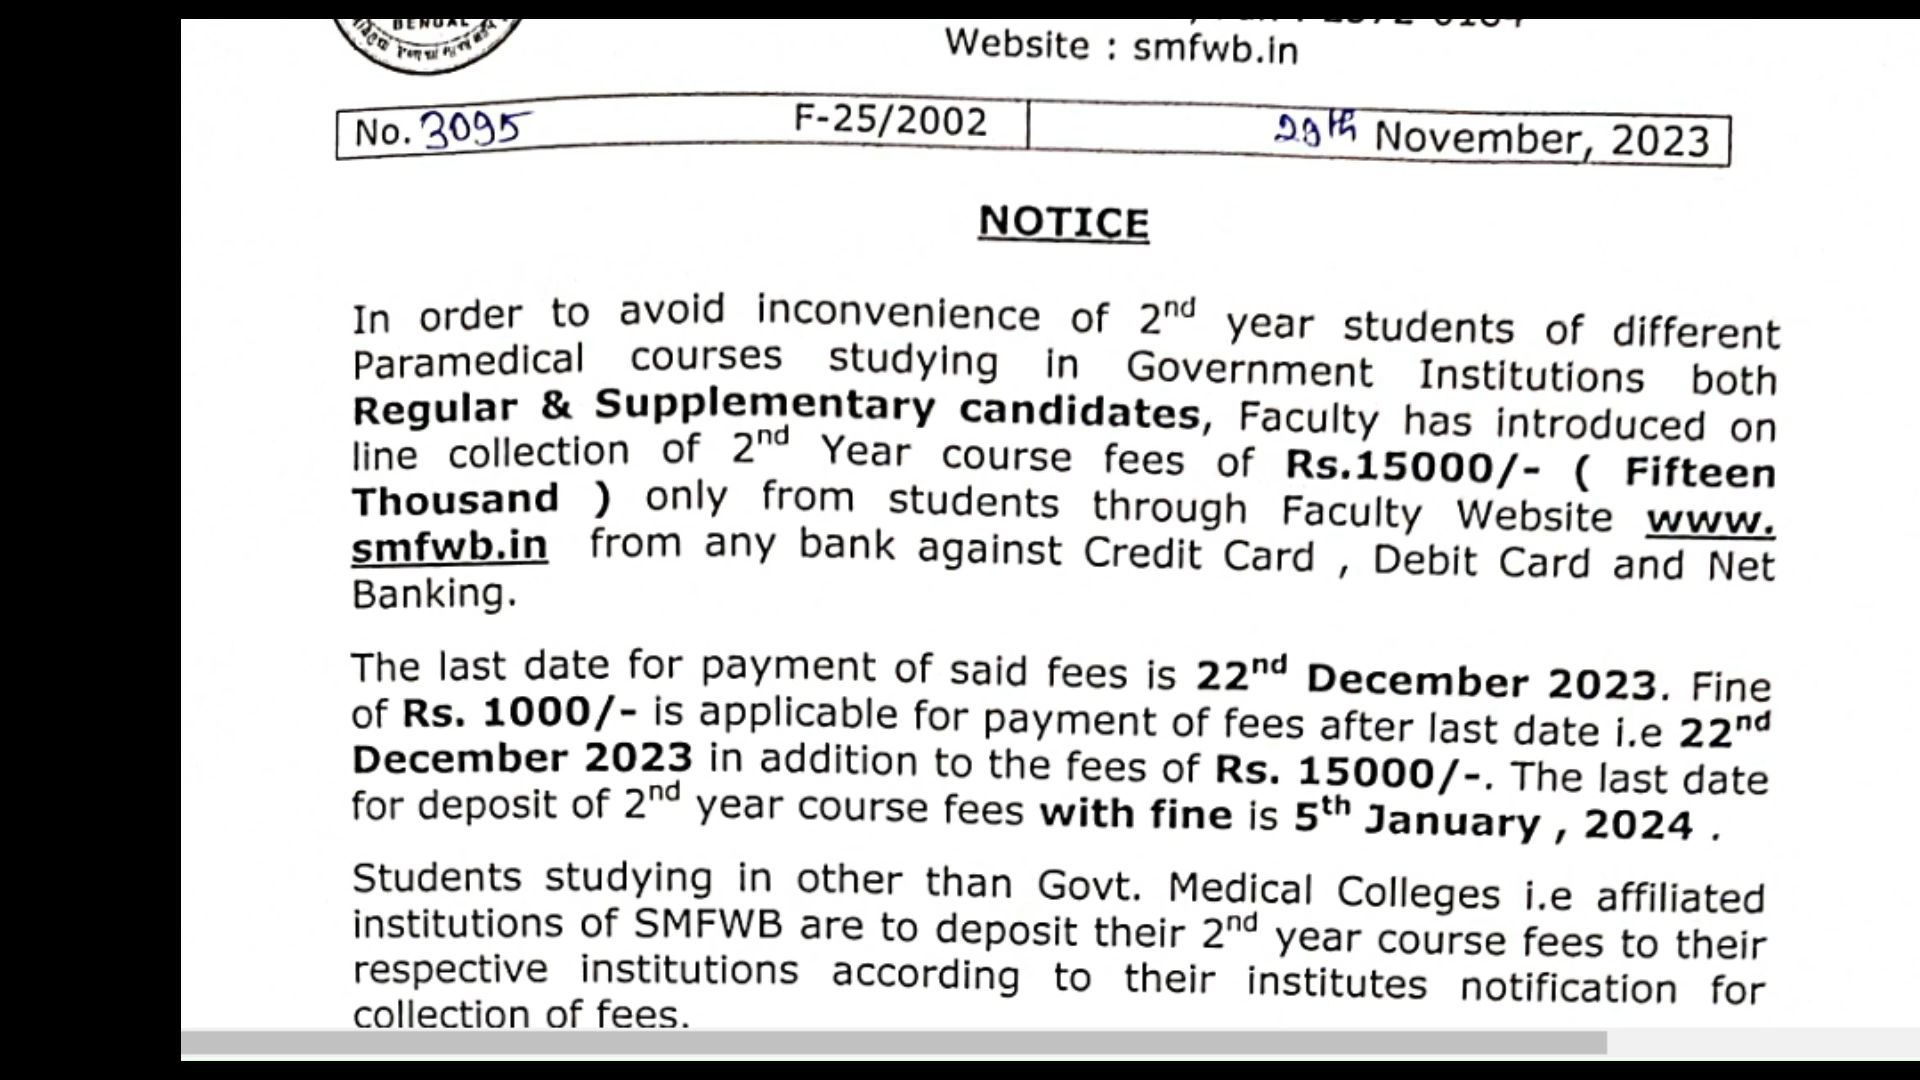 BENGAL
Website : smfwb.in
No. 3095 F-25/2002 29th November, 2023
NOTICE
In order to avoid inconvenience of 2nd year students of different
Paramedical courses studying in Government Institutions both
Regular & Supplementary candidates, Faculty has introduced on
line collection of 2nd Year course fees of Rs.15000/- ( Fifteen
Thousand ) only from students through Faculty Website www.
smfwb.in from any bank against Credit Card , Debit Card and Net
Banking.
The last date for payment of said fees is 22nd December 2023. Fine
of Rs. 1000/- is applicable for payment of fees after last date i.e 22nd
December 2023 in addition to the fees of Rs. 15000/-. The last date
for deposit of 2nd year course fees with fine is 5th January , 2024 .
Students studying in other than Govt. Medical Colleges i.e affiliated
institutions of SMFWB are to deposit their 2nd year course fees to their
respective institutions according to their institutes notification for
collection of fees.